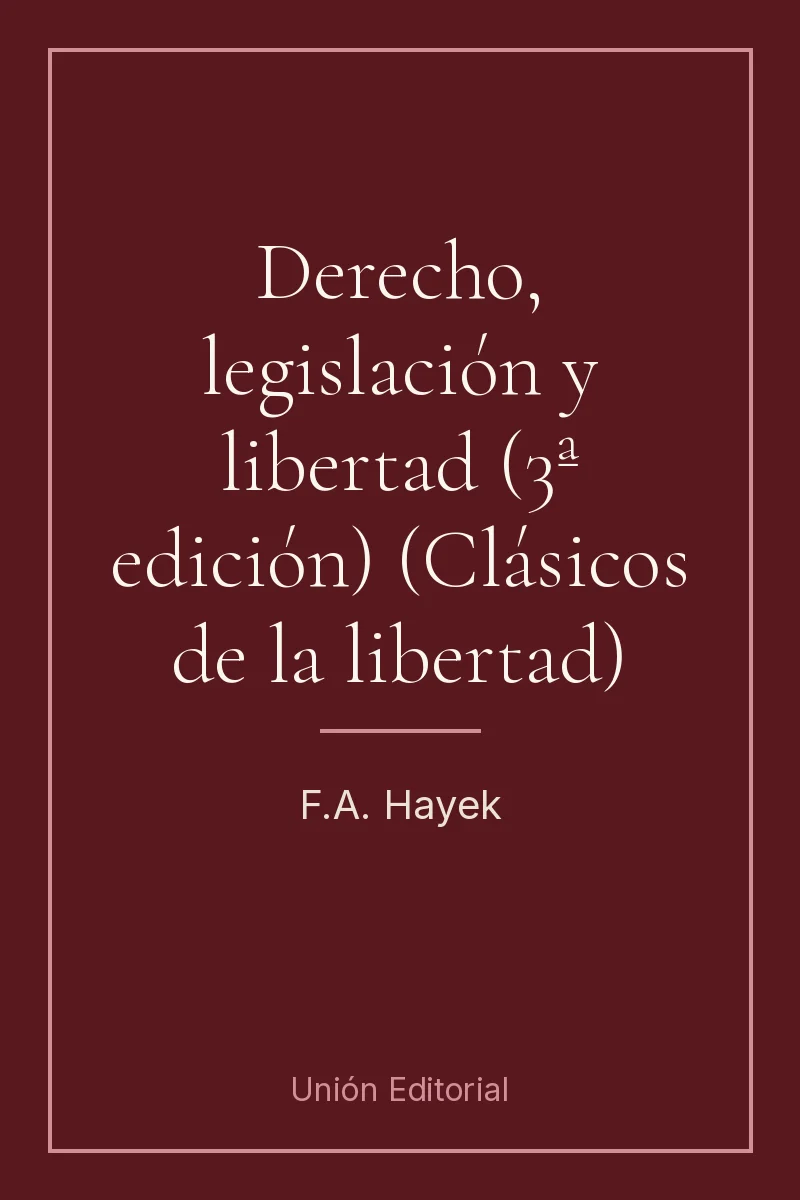 Derecho,
legislación y
libertad (3ª
edición) (Clásicos
de la libertad)
F.A. Hayek
Unión Editorial